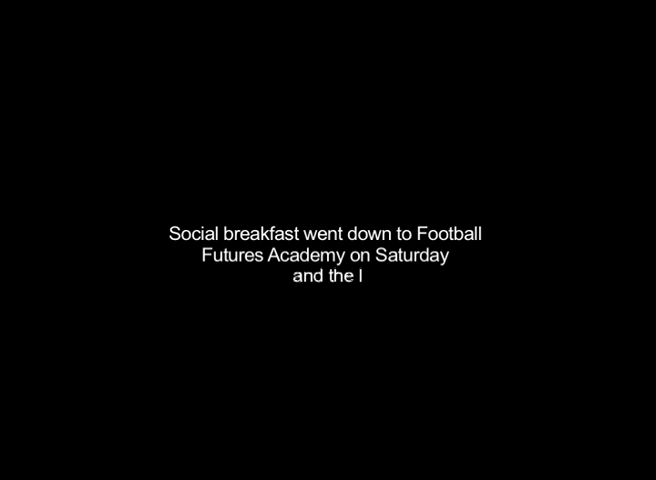 Social breakfast went down to Football
Futures Academy on Saturday
and the l